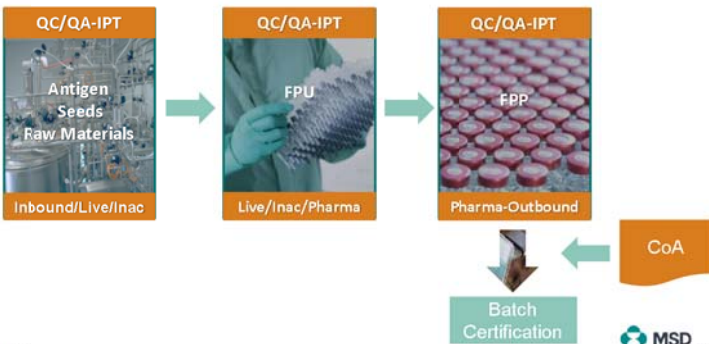 QC/QA-IPT
Antigen
Seeds
Raw Materials
Inbound/Live/Inac
QC/QA-IPT
FPU
Live/Inac/Pharma
QC/QA-IPT
FPP
Pharma-Outbound
CoA
Batch
Certification
MSD